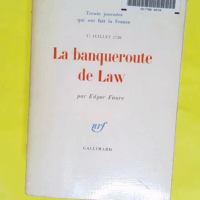 Trente journées
qui ont fait la France
17 JUILLET 1720
La banqueroute
de Law
par Edgar Faure
nrf
GALLIMARD